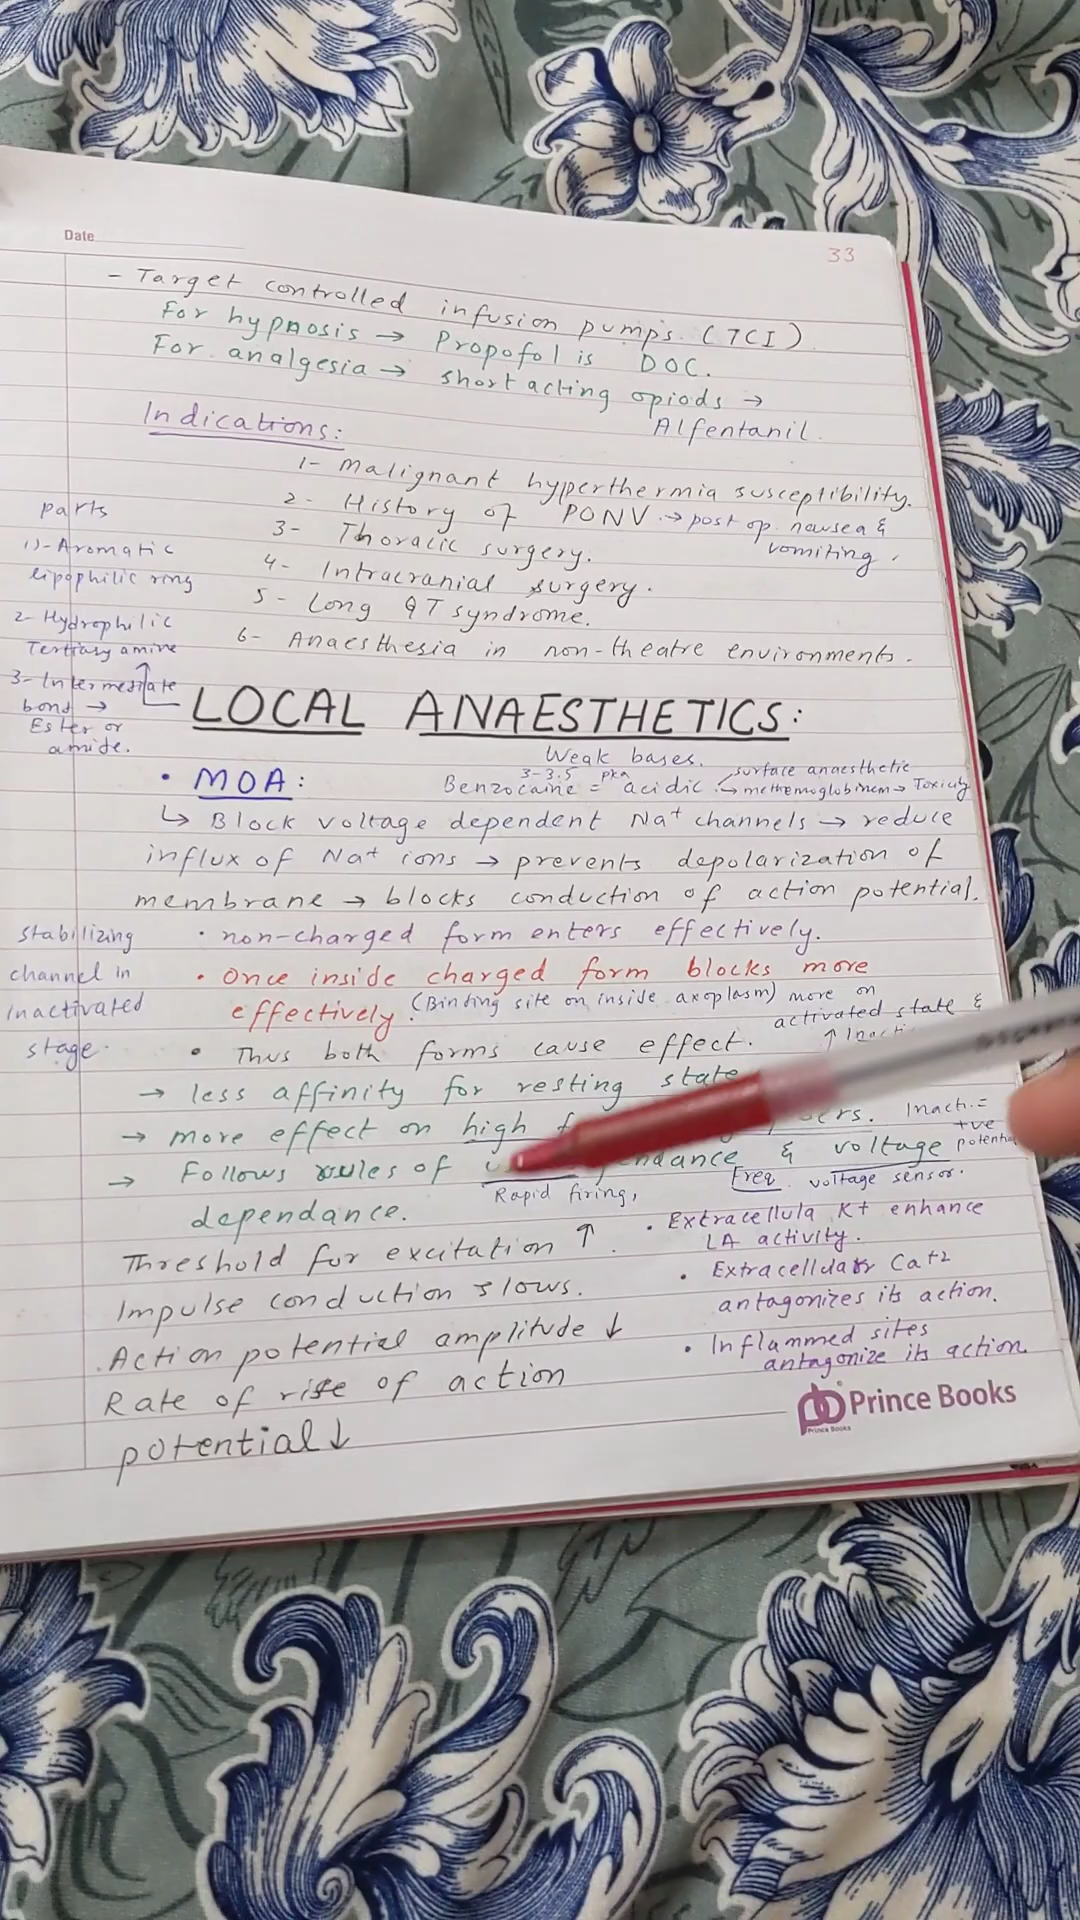 Date
33
- Target controlled infusion pumps. (TCI)
For hypnosis → Propofol is DOC.
For analgesia → short acting opiods →
Alfentanil.
Indications:
1- Malignant hyperthermia susceptibility.
2- History of PONV. → post op. nausea &
vomiting.
3- Thoracic surgery.
4- Intracranial surgery.
5- Long QT syndrome.
6- Anaesthesia in non-theatre environments.
parts
1)- Aromatic
lipophilic ring
2- Hydrophilic
Tertiary amine
3- Intermediate
bond →
Ester or
amide.
LOCAL ANAESTHETICS:
Weak bases.
• MOA:
3-3.5 = pka
Benzocaine = acidic
surface anaesthetic
↳ methemoglobinem → Toxicity
↳ Block voltage dependent Na+ channels → reduce
influx of Na+ ions → prevents depolarization of
membrane → blocks conduction of action potential.
stabilizing
channel in
inactivated
stage.
• non-charged form enters effectively.
• Once inside charged form blocks more
effectively. (Binding site on inside axoplasm) more on
activated state &
↑
• Thus both forms cause effect.
→ less affinity for resting state
→ more effect on high
Inact. =
+ve
potential
→ Follows rules of & voltage
dependance.
Rapid firing,
Freq. voltage sensor.
Threshold for excitation ↑.
Impulse conduction slows.
Action potential amplitude ↓
Rate of rise of action
potential ↓
• Extracellula K+ enhance
LA activity.
• Extracellular Ca+2
antagonizes its action.
• Inflammed sites
antagonize its action.
Prince Books
Prince Books